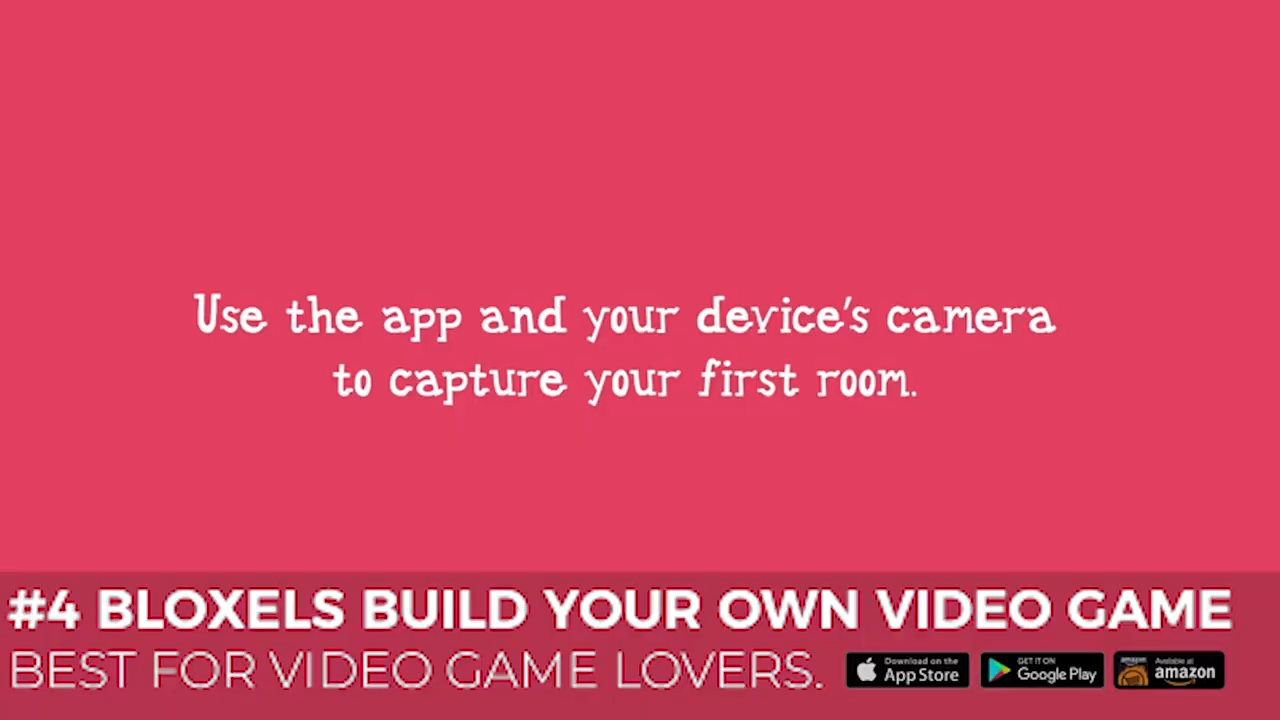 Use the app and your device's camera
to capture your first room.
#4 BLOXELS BUILD YOUR OWN VIDEO GAME
BEST FOR VIDEO GAME LOVERS.
Download on the
App Store
GET IT ON
Google Play
amazon
Available at
amazon